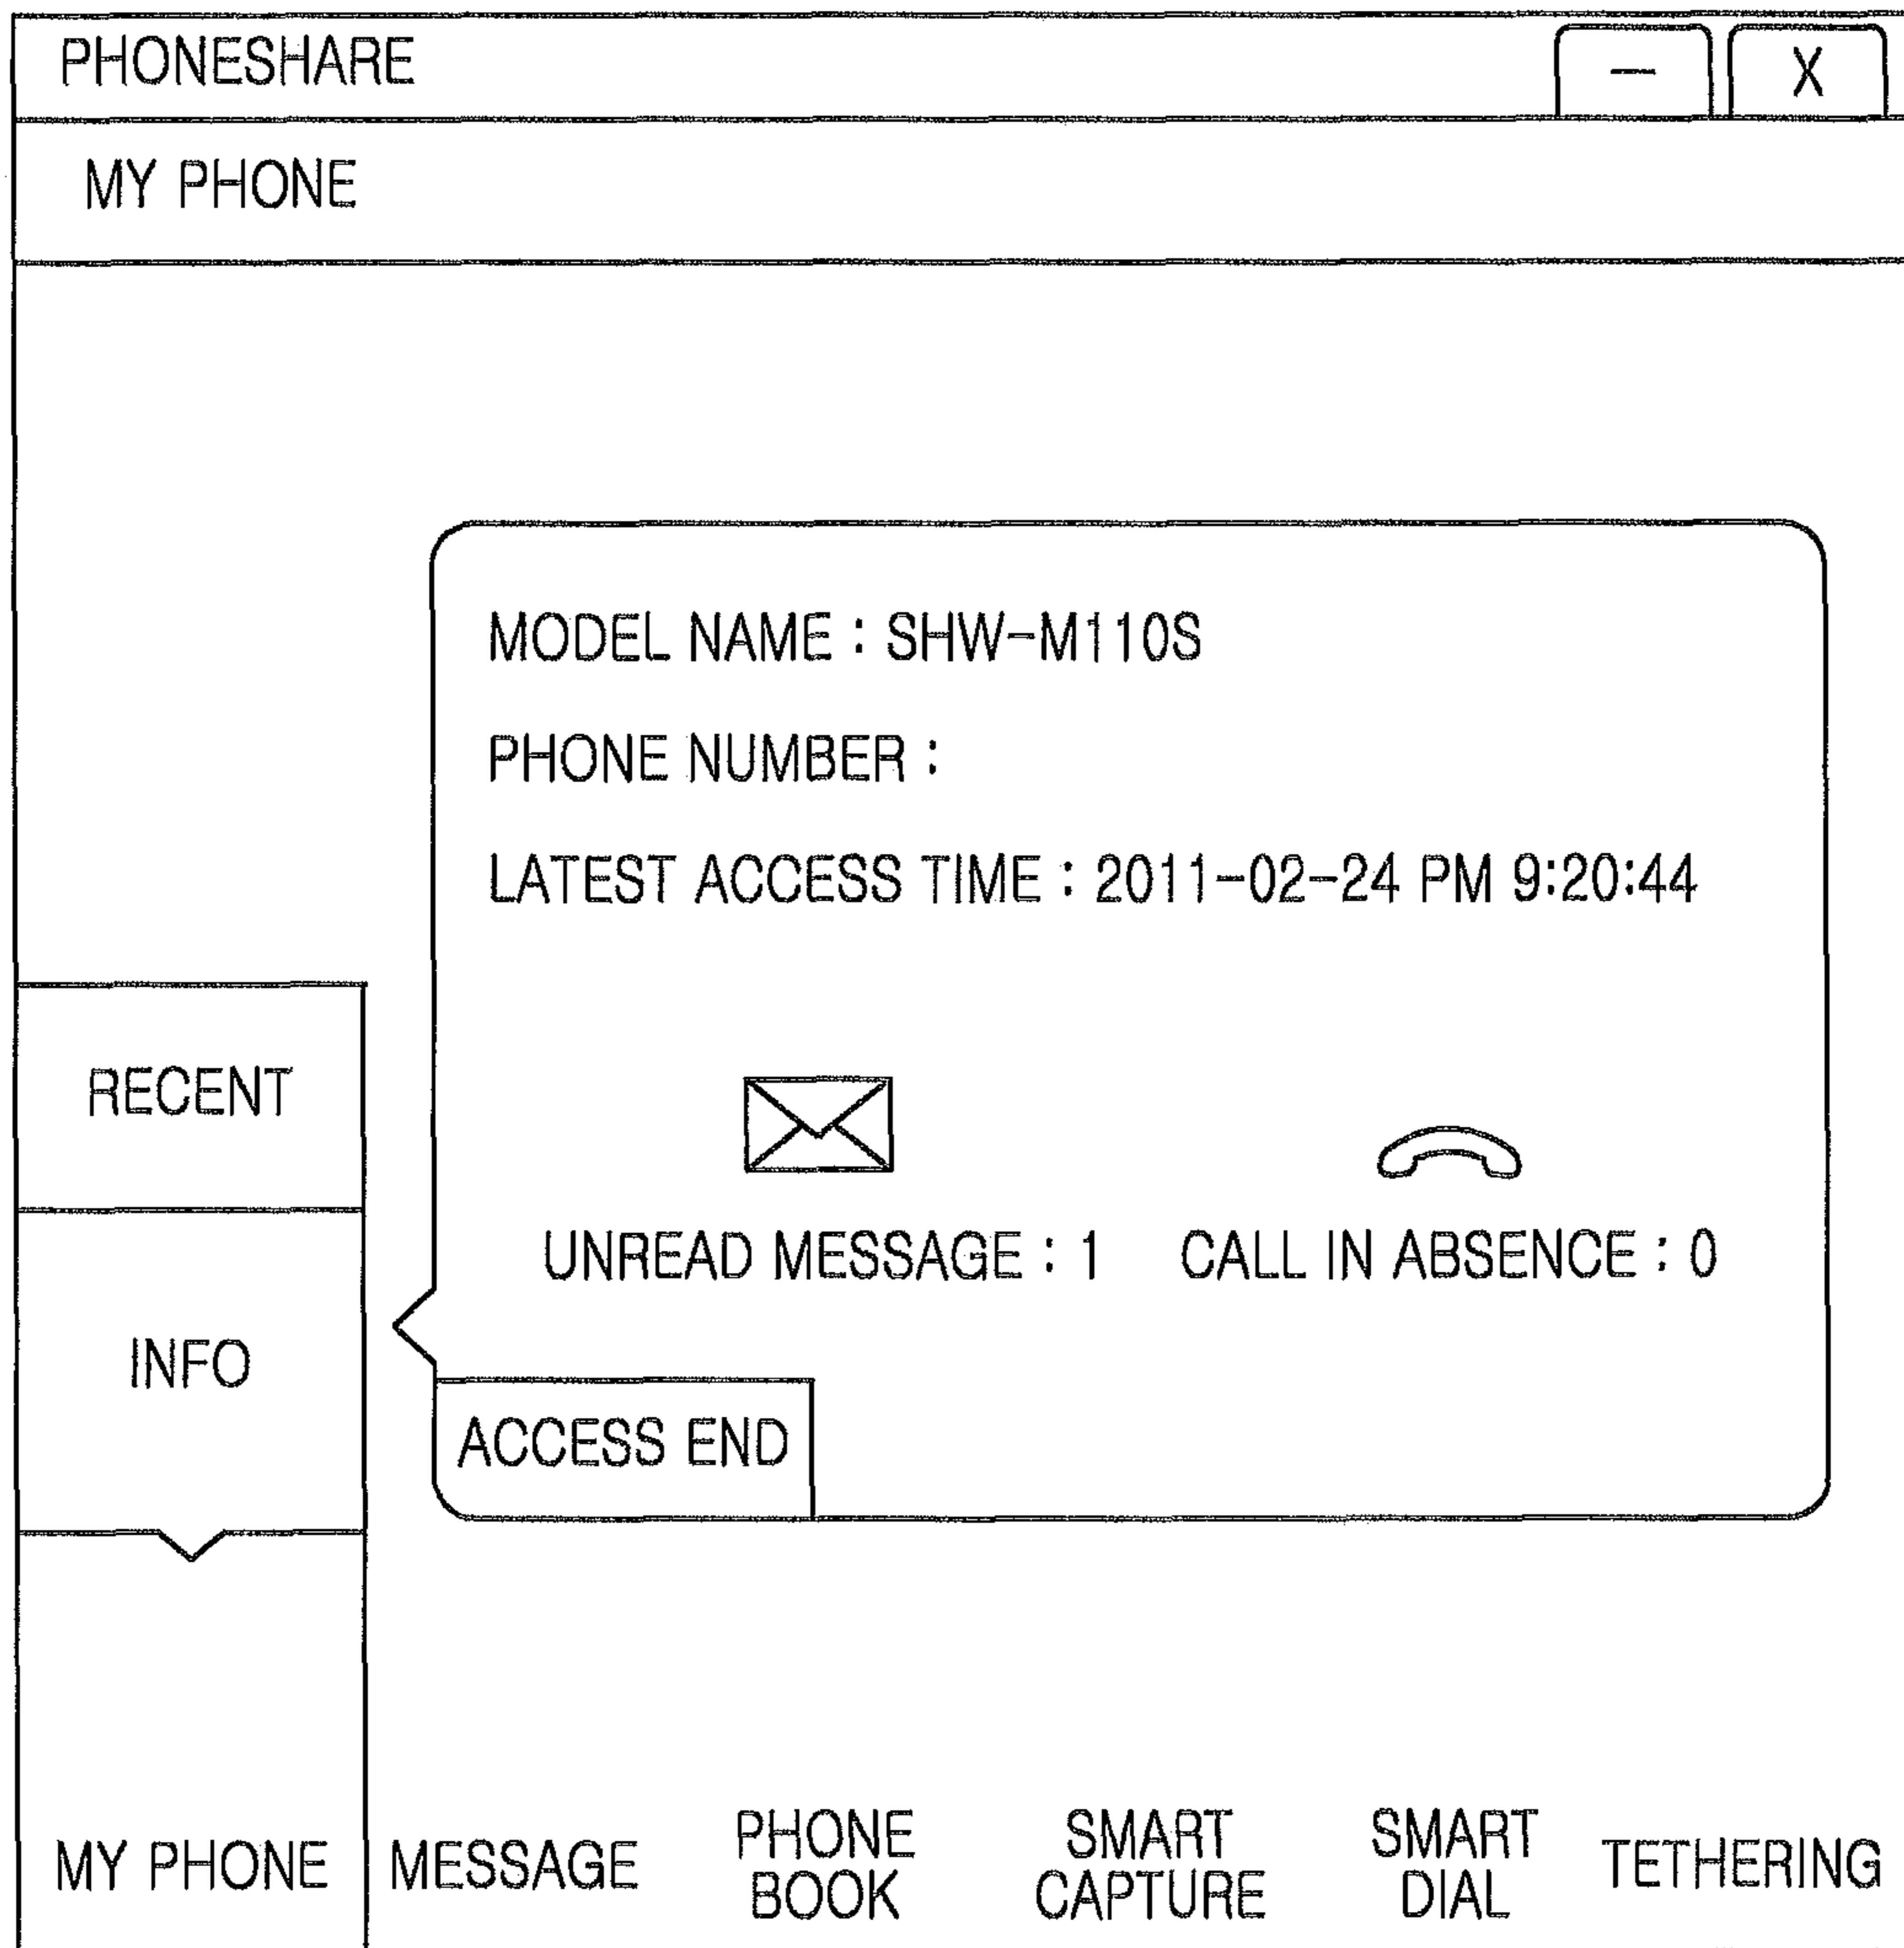 PHONESHARE
— X
MY PHONE
MODEL NAME : SHW-M110S
PHONE NUMBER :
LATEST ACCESS TIME : 2011-02-24 PM 9:20:44
RECENT
UNREAD MESSAGE : 1 CALL IN ABSENCE : 0
INFO
ACCESS END
MY PHONE
MESSAGE
PHONE
BOOK
SMART
CAPTURE
SMART
DIAL
TETHERING